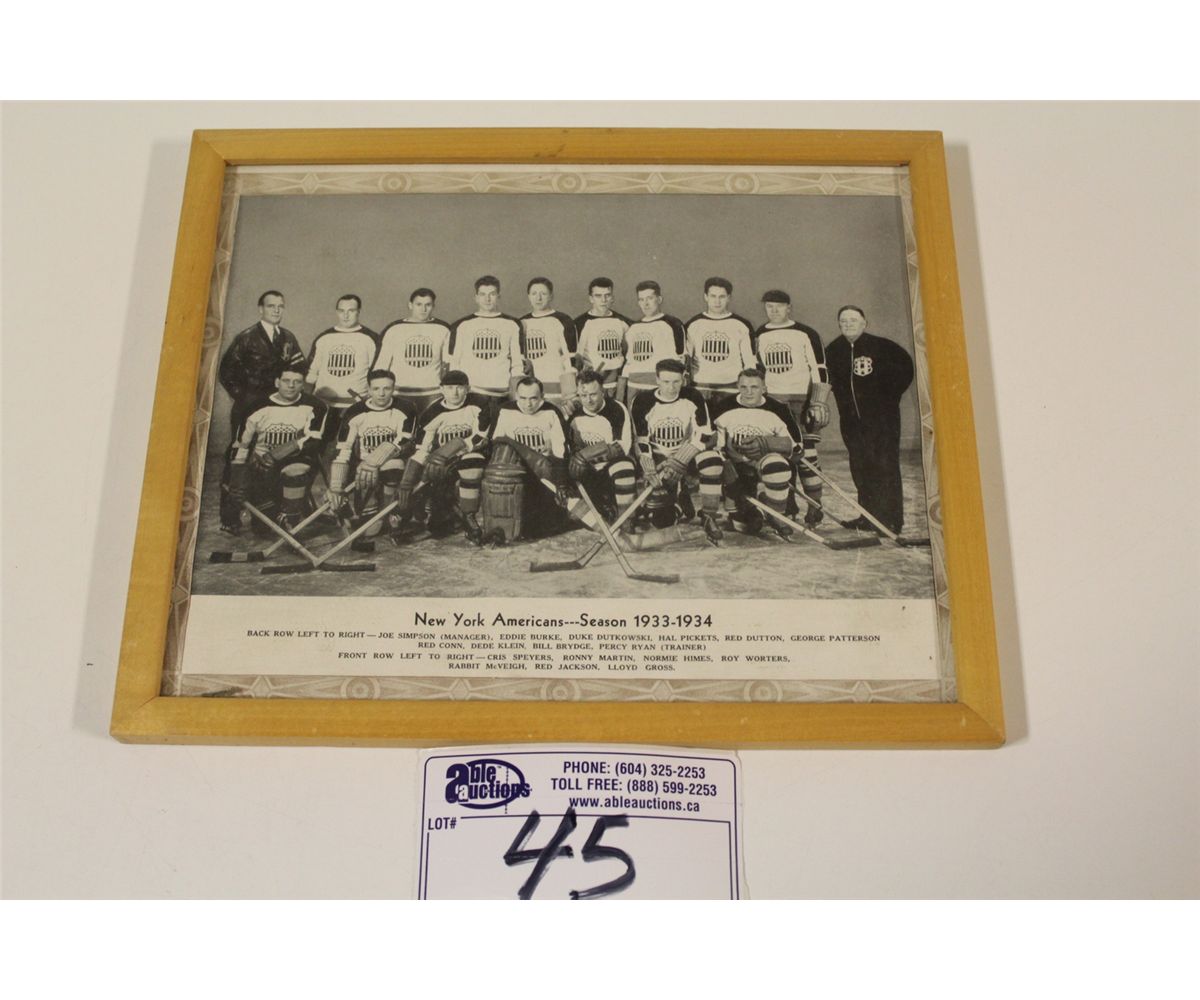 New York Americans---Season 1933-1934
BACK ROW LEFT TO RIGHT — JOE SIMPSON (MANAGER), EDDIE BURKE, DUKE DUTKOWSKI, HAL PICKETS, RED DUTTON, GEORGE PATTERSON
RED CONN, DEDE KLEIN, BILL BRYDGE, PERCY RYAN (TRAINER)
FRONT ROW LEFT TO RIGHT — CRIS SPEYERS, RONNY MARTIN, NORMIE HIMES, ROY WORTERS,
RABBIT McVEIGH, RED JACKSON, LLOYD GROSS.
able auctions™
PHONE: (604) 325-2253
TOLL FREE: (888) 599-2253
www.ableauctions.ca
LOT#
45